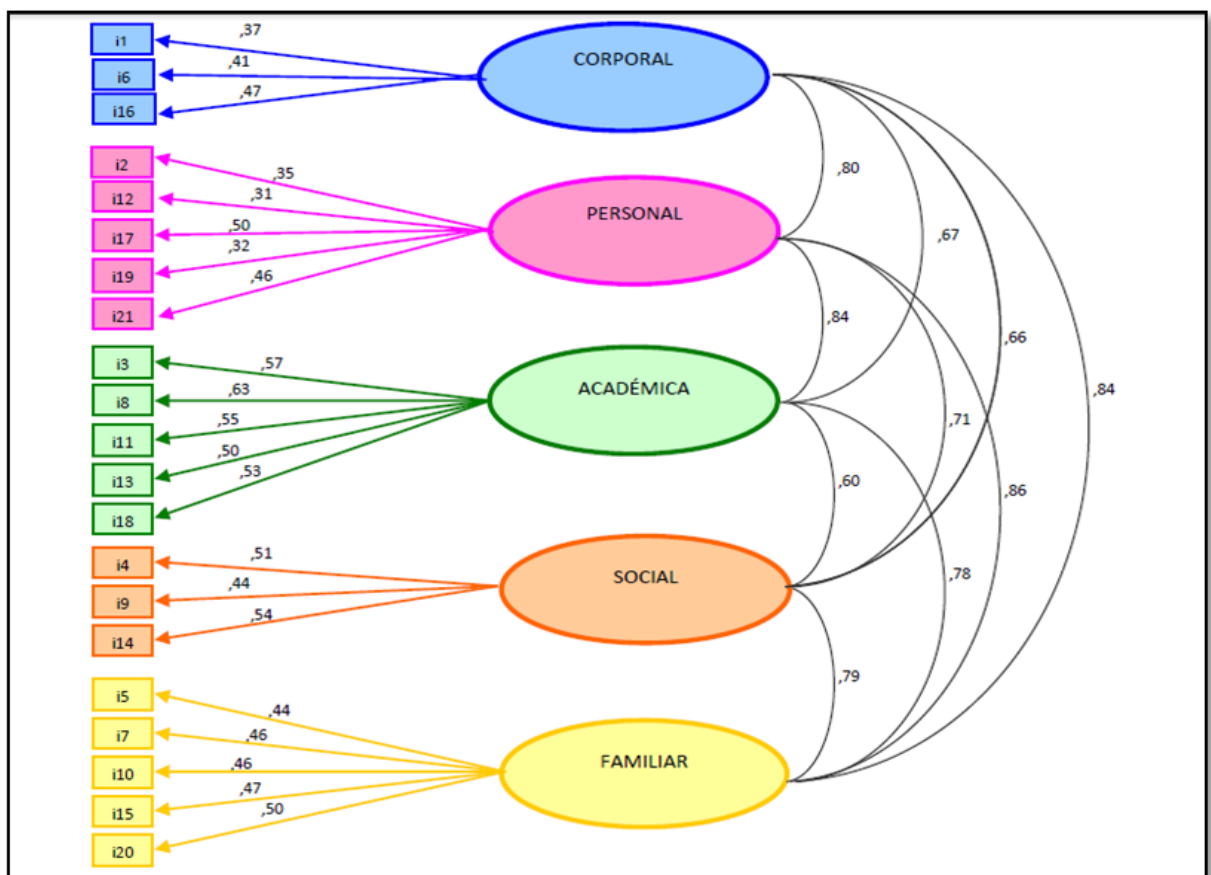 i1
,37
CORPORAL
i6
,41
i16
,47
i2
,35
,80
i12
,31
PERSONAL
i17
,50
,67
i19
,32
i21
,46
,84
,66
i3
,57
ACADÉMICA
,84
i8
,63
i11
,55
,71
i13
,50
,60
,86
i18
,53
i4
,51
SOCIAL
,78
i9
,44
i14
,54
,79
i5
,44
i7
,46
FAMILIAR
i10
,46
i15
,47
i20
,50